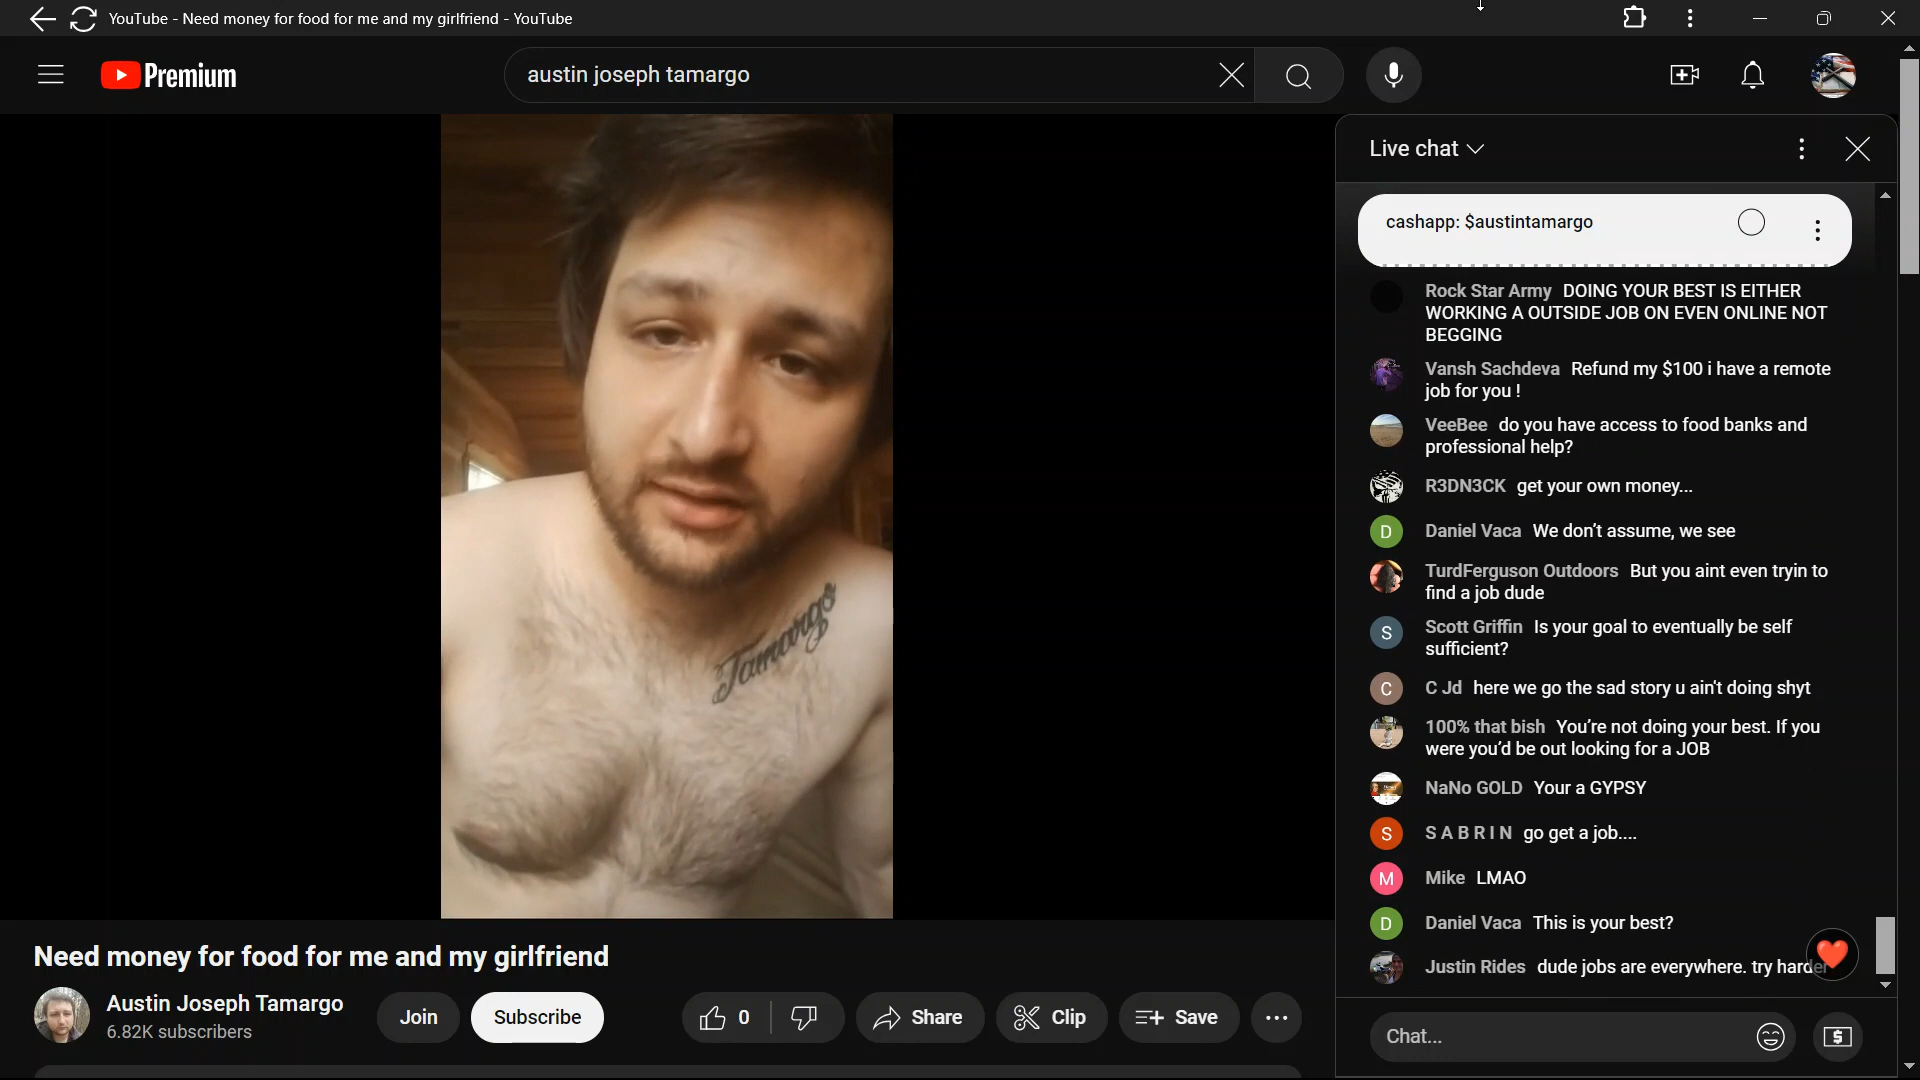 YouTube - Need money for food for me and my girlfriend - YouTube
Premium
austin joseph tamargo
Live chat
cashapp: $austintamargo
Rock Star Army DOING YOUR BEST IS EITHER
WORKING A OUTSIDE JOB ON EVEN ONLINE NOT
BEGGING
Vansh Sachdeva Refund my $100 i have a remote
job for you !
VeeBee do you have access to food banks and
professional help?
R3DN3CK get your own money...
D
Daniel Vaca We don't assume, we see
TurdFerguson Outdoors But you aint even tryin to
find a job dude
S
Scott Griffin Is your goal to eventually be self
sufficient?
C
C Jd here we go the sad story u ain't doing shyt
100% that bish You're not doing your best. If you
were you'd be out looking for a JOB
NaNo GOLD Your a GYPSY
S
S A B R I N go get a job....
M
Mike LMAO
D
Daniel Vaca This is your best?
Justin Rides dude jobs are everywhere. try harder
Chat...
Tamargo
Need money for food for me and my girlfriend
Austin Joseph Tamargo
6.82K subscribers
Join
Subscribe
0
Share
Clip
Save